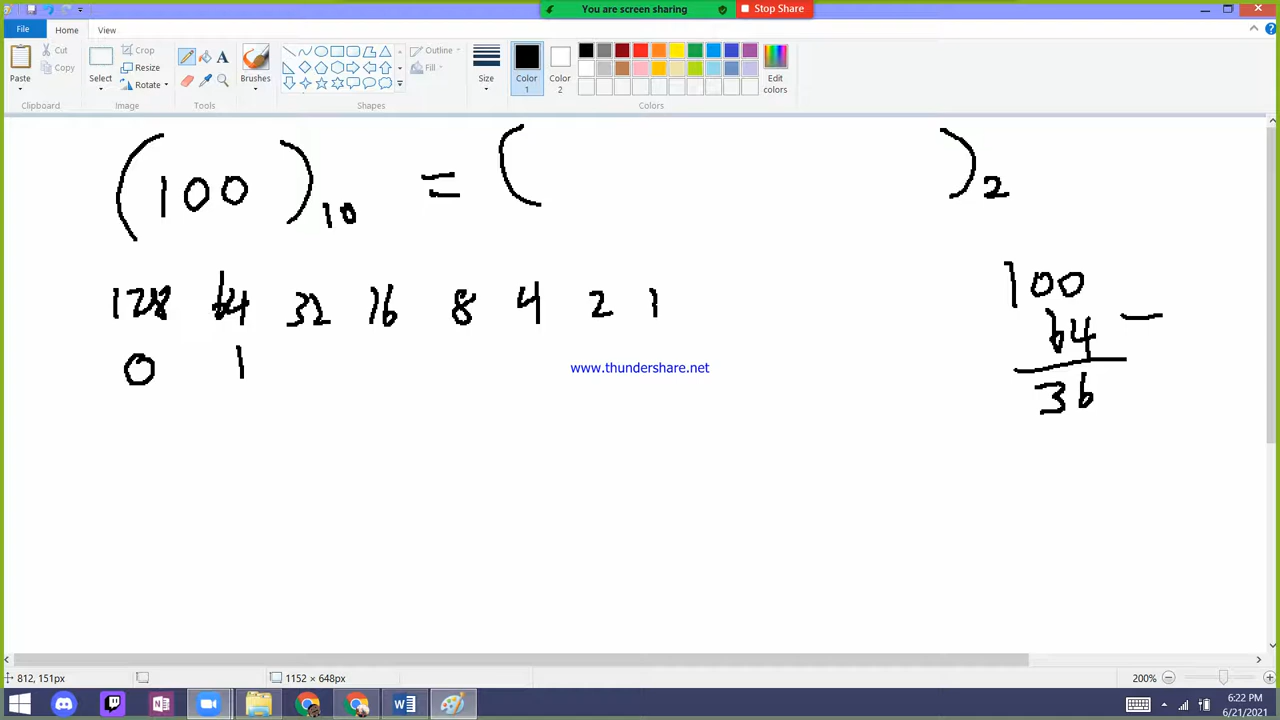 You are screen sharing Stop Share
File Home View
Cut Crop Outline
Copy Resize Fill Edit
Paste Select Rotate Brushes Size Color 1 Color 2 colors
Clipboard Image Tools Shapes Colors
(100)10 = ( )2
128 64 32 16 8 4 2 1
0 1
100
64 —
36
www.thundershare.net
812, 151px 1152 × 648px 200%
6:22 PM
6/21/2021